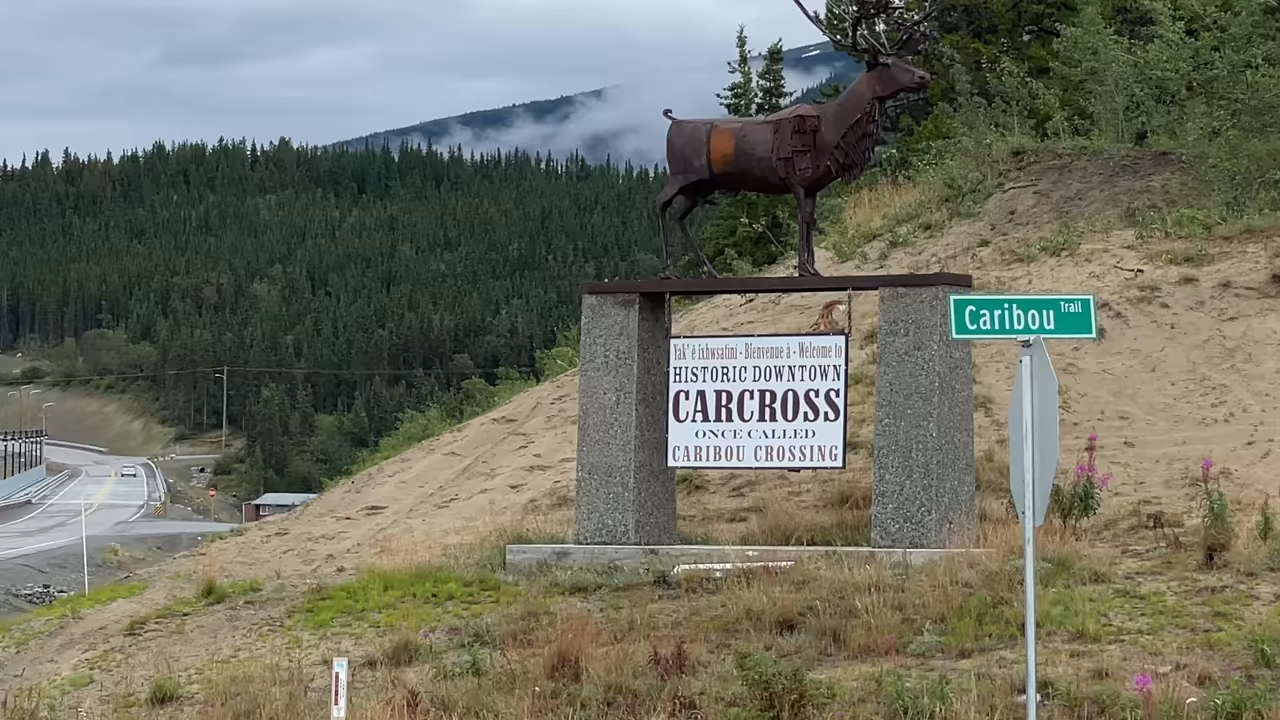 Yak' ê ixhwsatini - Bienvenue à - Welcome to
HISTORIC DOWNTOWN
CARCROSS
ONCE CALLED
CARIBOU CROSSING
Caribou Trail